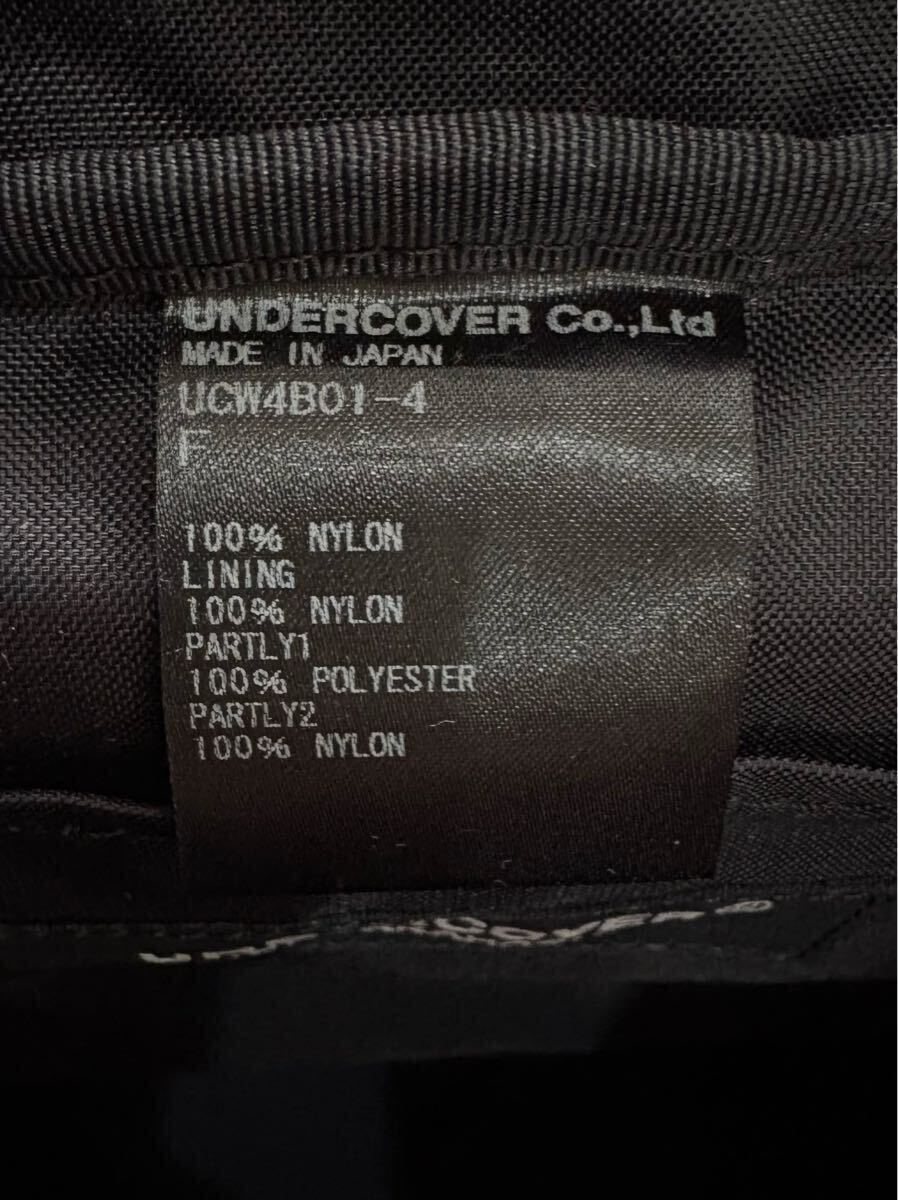 UNDERCOVER Co.,Ltd
MADE IN JAPAN
UCW4B01-4
F
100% NYLON
LINING
100% NYLON
PARTLY1
100% POLYESTER
PARTLY2
100% NYLON